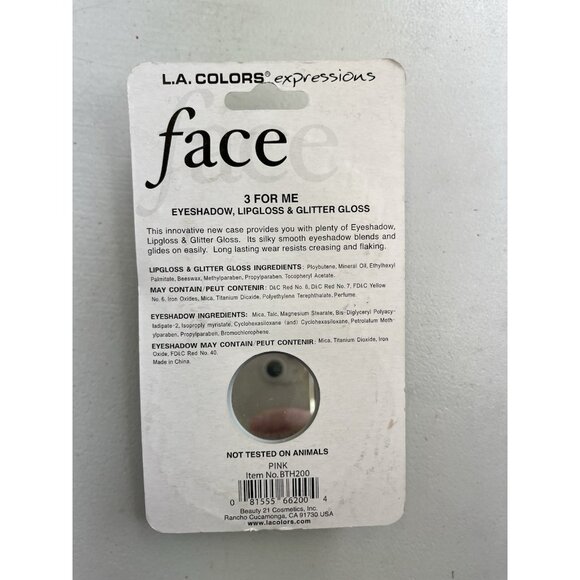 L.A. COLORS® expressions
face
3 FOR ME
EYESHADOW, LIPGLOSS & GLITTER GLOSS
This innovative new case provides you with plenty of Eyeshadow,
Lipgloss & Glitter Gloss. Its silky smooth eyeshadow blends and
glides on easily. Long lasting wear resists creasing and flaking.
LIPGLOSS & GLITTER GLOSS INGREDIENTS: Ploybutene, Mineral Oil, Ethylhexyl
Palmitate, Beeswax, Methylparaben, Propylparaben, Tocopheryl Acetate.
MAY CONTAIN/PEUT CONTENIR: D&C Red No. 6, D&C Red No. 7, FD&C Yellow
No. 6, Iron Oxides, Mica, Titanium Dioxide, Polyethylene Terephthalate, Perfume.
EYESHADOW INGREDIENTS: Mica, Talc, Magnesium Stearate, Bis-Diglyceryl Polyacy-
ladipate-2, Isoproply myristate, Cyclohexasiloxane (and) Cyclohexasiloxane, Petrolatum Meth-
ylparaben, Propylparaben, Bromochlorophene.
EYESHADOW MAY CONTAIN/PEUT CONTENIR: Mica, Titanium Dioxide, Iron
Oxide, FD&C Red No. 40.
Made in China.
NOT TESTED ON ANIMALS
PINK
Item No. BTH200
0 81555 66200 4
Beauty 21 Cosmetics, Inc.
Rancho Cucamonga, CA 91730 USA
www.lacolors.com